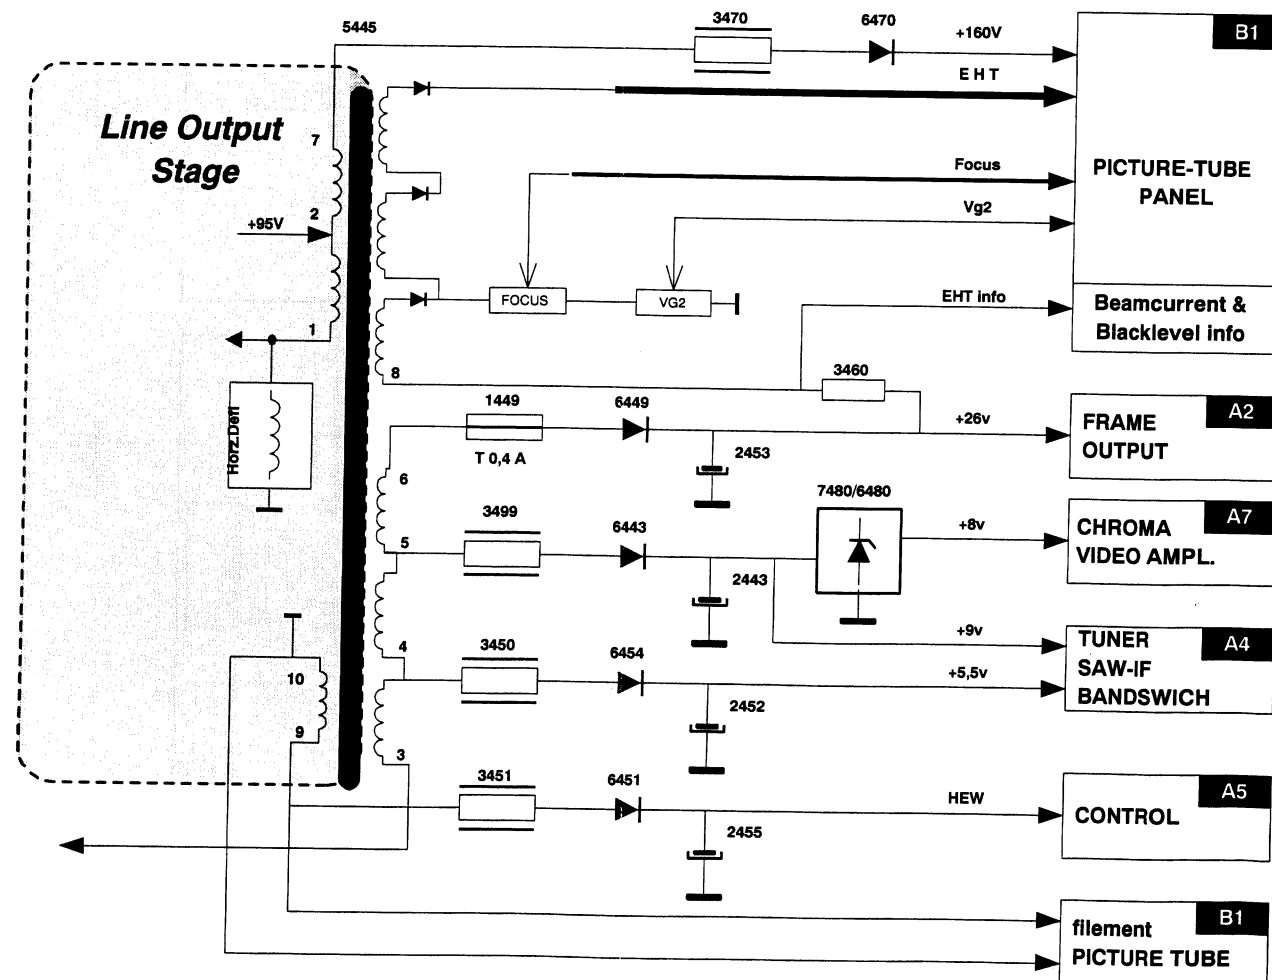 5445
3470
6470
+160V
B1
E H T
Line Output
Stage
7
Focus
PICTURE-TUBE
PANEL
2
+95V
Vg2
FOCUS
VG2
EHT info
Beamcurrent &
Blacklevel info
1
8
3460
Horz.Defl
1449
6449
+26v
A2
FRAME
OUTPUT
T 0,4 A
2453
6
7480/6480
3499
6443
+8v
A7
CHROMA
VIDEO AMPL.
5
2443
+9v
A4
TUNER
SAW-IF
BANDSWICH
4
3450
6454
+5,5v
10
2452
9
3
3451
6451
HEW
A5
CONTROL
2455
B1
filement
PICTURE TUBE